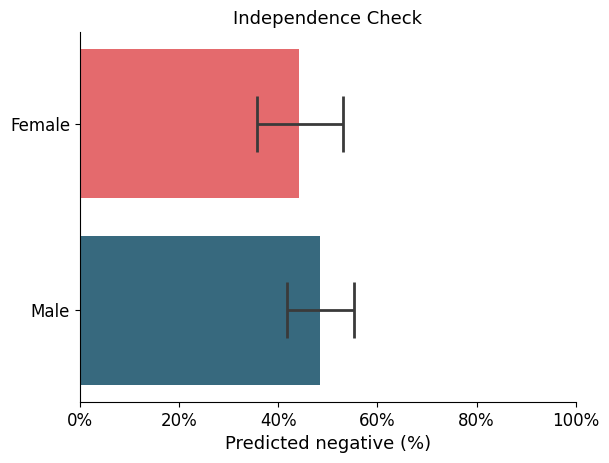 Independence Check
Female
Male
0% 20% 40% 60% 80% 100%
Predicted negative (%)